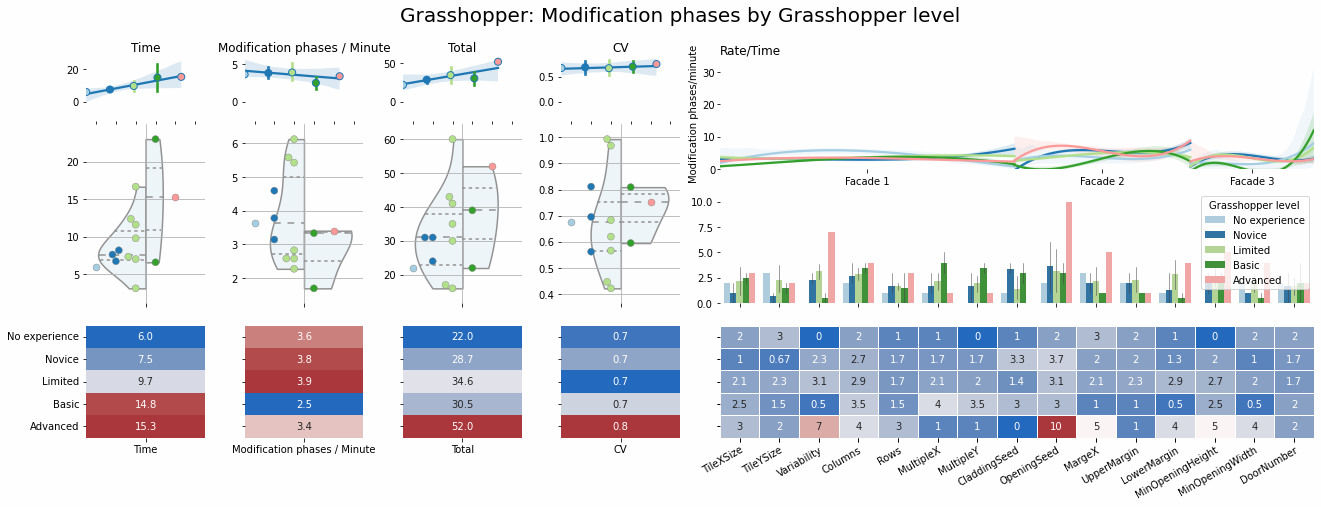 Grasshopper: Modification phases by Grasshopper level
Time
Modification phases / Minute
Total
CV
Rate/Time
20
0
5
0
50
0
0.5
0.0
Modification phases/minute
30
20
10
0
Facade 1
Facade 2
Facade 3
20
15
10
5
6
5
4
3
2
60
50
40
30
20
1.0
0.9
0.8
0.7
0.6
0.5
0.4
10.0
7.5
5.0
2.5
0.0
Grasshopper level
No experience
Novice
Limited
Basic
Advanced
No experience 6.0 3.6 22.0 0.7 2 3 0 2 1 1 0 1 2 3 2 1 0 2 2
Novice 7.5 3.8 28.7 0.7 1 0.67 2.3 2.7 1.7 1.7 1.7 3.3 3.7 2 2 1.3 2 1 1.7
Limited 9.7 3.9 34.6 0.7 2.1 2.3 3.1 2.9 1.7 2.1 2 1.4 3.1 2.1 2.3 2.9 2.7 2 1.7
Basic 14.8 2.5 30.5 0.7 2.5 1.5 0.5 3.5 1.5 4 3.5 3 3 1 1 0.5 2.5 0.5 2
Advanced 15.3 3.4 52.0 0.8 3 2 7 4 3 1 1 0 10 5 1 4 5 4 2
Time
Modification phases / Minute
Total
CV
TileXSize
TileYSize
Variability
Columns
Rows
MultipleX
MultipleY
CladdingSeed
OpeningSeed
MargeX
UpperMargin
LowerMargin
MinOpeningHeight
MinOpeningWidth
DoorNumber